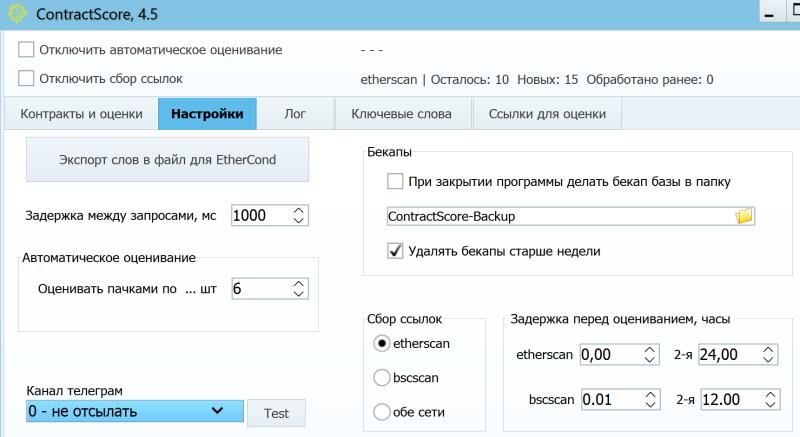 ContractScore, 4.5
Отключить автоматическое оценивание - - -
Отключить сбор ссылок etherscan | Осталось: 10 Новых: 15 Обработано ранее: 0
Контракты и оценки Настройки Лог Ключевые слова Ссылки для оценки
Экспорт слов в файл для EtherCond
Задержка между запросами, мс 1000
Автоматическое оценивание
Оценивать пачками по ... шт 6
Канал телеграм
0 - не отсылать Test
Бекапы
При закрытии программы делать бекап базы в папку
ContractScore-Backup
Удалять бекапы старше недели
Сбор ссылок
etherscan
bscscan
обе сети
Задержка перед оцениванием, часы
etherscan 0,00 2-я 24,00
bscscan 0.01 2-я 12.00